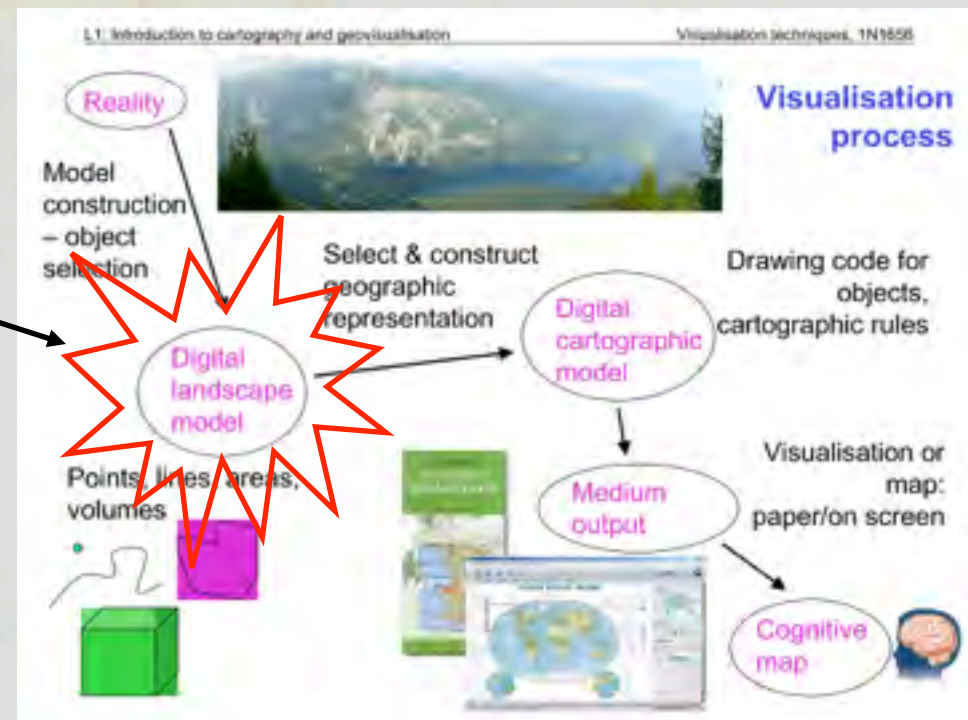 L1: Introduction to cartography and geovisualisation
Visualisation techniques, 1N1656
Reality
Visualisation
process
Model
construction
– object
selection
Select & construct
geographic
representation
Drawing code for
objects,
cartographic rules
Digital
cartographic
model
Digital
landscape
model
Points, lines, areas,
volumes
Visualisation or
map:
paper/on screen
Medium
output
Cognitive
map